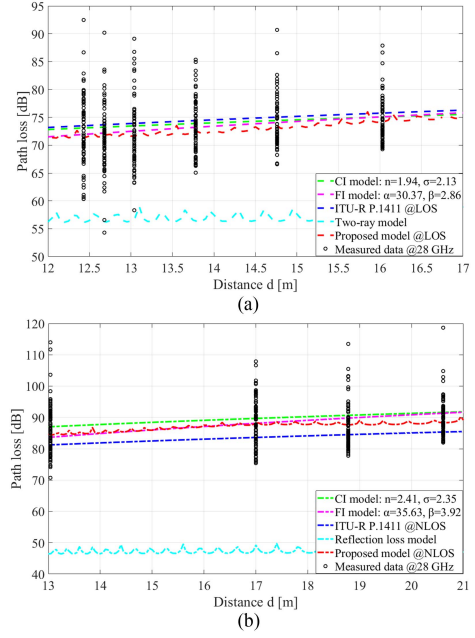 95
90
85
80
75
70
65
60
55
50
Path loss [dB]
CI model: n=1.94, σ=2.13
FI model: α=30.37, β=2.86
ITU-R P.1411 @LOS
Two-ray model
Proposed model @LOS
Measured data @28 GHz
12 12.5 13 13.5 14 14.5 15 15.5 16 16.5 17
Distance d [m]
(a)
120
110
100
90
80
70
60
50
40
Path loss [dB]
CI model: n=2.41, σ=2.35
FI model: α=35.63, β=3.92
ITU-R P.1411 @NLOS
Reflection loss model
Proposed model @NLOS
Measured data @28 GHz
13 14 15 16 17 18 19 20 21
Distance d [m]
(b)